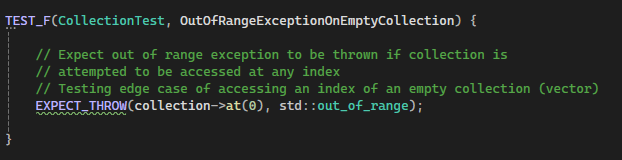 TEST_F(CollectionTest, OutOfRangeExceptionOnEmptyCollection) {
// Expect out of range exception to be thrown if collection is
// attempted to be accessed at any index
// Testing edge case of accessing an index of an empty collection (vector)
EXPECT_THROW(collection->at(0), std::out_of_range);
}